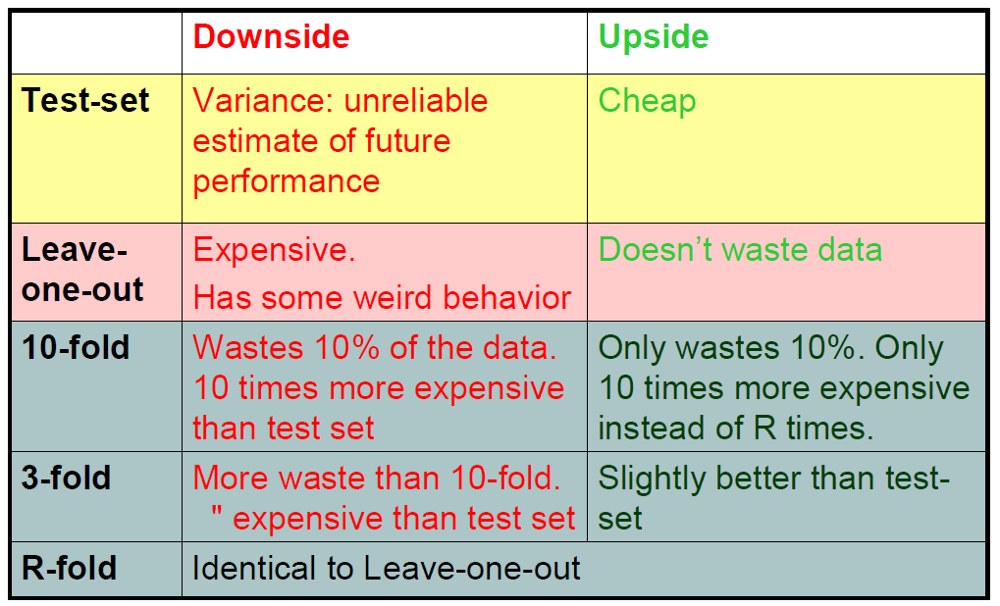 Downside
Upside
Test-set
Variance: unreliable
estimate of future
performance
Cheap
Leave-
one-out
Expensive.
Has some weird behavior
Doesn’t waste data
10-fold
Wastes 10% of the data.
10 times more expensive
than test set
Only wastes 10%. Only
10 times more expensive
instead of R times.
3-fold
More waste than 10-fold.
" expensive than test set
Slightly better than test-
set
R-fold
Identical to Leave-one-out